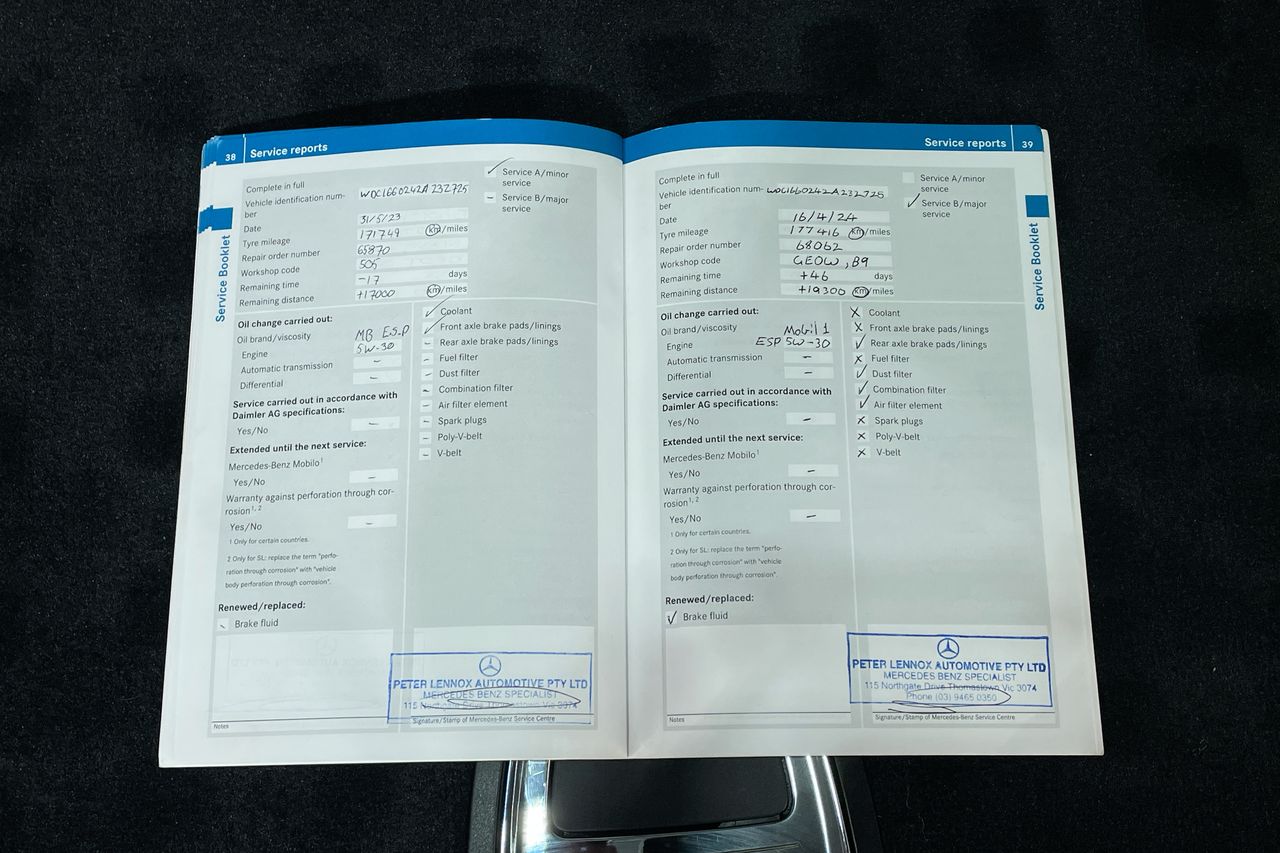 38 Service reports
Service Booklet
Complete in full
Vehicle identification num-
ber
WDC1660242A232725
Date
31/5/23
Tyre mileage
171749 km/miles
Repair order number
65870
Workshop code
505
Remaining time
-17 days
Remaining distance
+17000 km/miles
✓ Service A/minor
service
– Service B/major
service
Oil change carried out:
Oil brand/viscosity
MB E.S.P
Engine
5W-30
Automatic transmission –
Differential –
Service carried out in accordance with
Daimler AG specifications:
Yes/No –
Extended until the next service:
Mercedes-Benz Mobilo1
Yes/No –
Warranty against perforation through cor-
rosion1, 2
Yes/No –
1 Only for certain countries.
2 Only for SL: replace the term "perfo-
ration through corrosion" with "vehicle
body perforation through corrosion".
Renewed/replaced:
– Brake fluid
✓ Coolant
✓ Front axle brake pads/linings
– Rear axle brake pads/linings
– Fuel filter
– Dust filter
– Combination filter
– Air filter element
– Spark plugs
– Poly-V-belt
– V-belt
PETER LENNOX AUTOMOTIVE PTY LTD
MERCEDES BENZ SPECIALIST
115 Northgate Drive Thomastown Vic 3074
Notes
Signature/Stamp of Mercedes-Benz Service Centre
Service reports 39
Service Booklet
Complete in full
Vehicle identification num-
ber
WDC1660242A232725
Date
16/4/24
Tyre mileage
177416 km/miles
Repair order number
68062
Workshop code
GEOW, B9
Remaining time
+46 days
Remaining distance
+19300 km/miles
Service A/minor
service
✓ Service B/major
service
Oil change carried out:
Oil brand/viscosity
Mobil 1
Engine
ESP 5W-30
Automatic transmission –
Differential –
Service carried out in accordance with
Daimler AG specifications:
Yes/No –
Extended until the next service:
Mercedes-Benz Mobilo1
Yes/No –
Warranty against perforation through cor-
rosion1, 2
Yes/No –
1 Only for certain countries.
2 Only for SL: replace the term "perfo-
ration through corrosion" with "vehicle
body perforation through corrosion".
Renewed/replaced:
✓ Brake fluid
X Coolant
X Front axle brake pads/linings
✓ Rear axle brake pads/linings
X Fuel filter
✓ Dust filter
✓ Combination filter
✓ Air filter element
X Spark plugs
X Poly-V-belt
X V-belt
PETER LENNOX AUTOMOTIVE PTY LTD
MERCEDES BENZ SPECIALIST
115 Northgate Drive Thomastown Vic 3074
Phone (03) 9465 0350
Notes
Signature/Stamp of Mercedes-Benz Service Centre